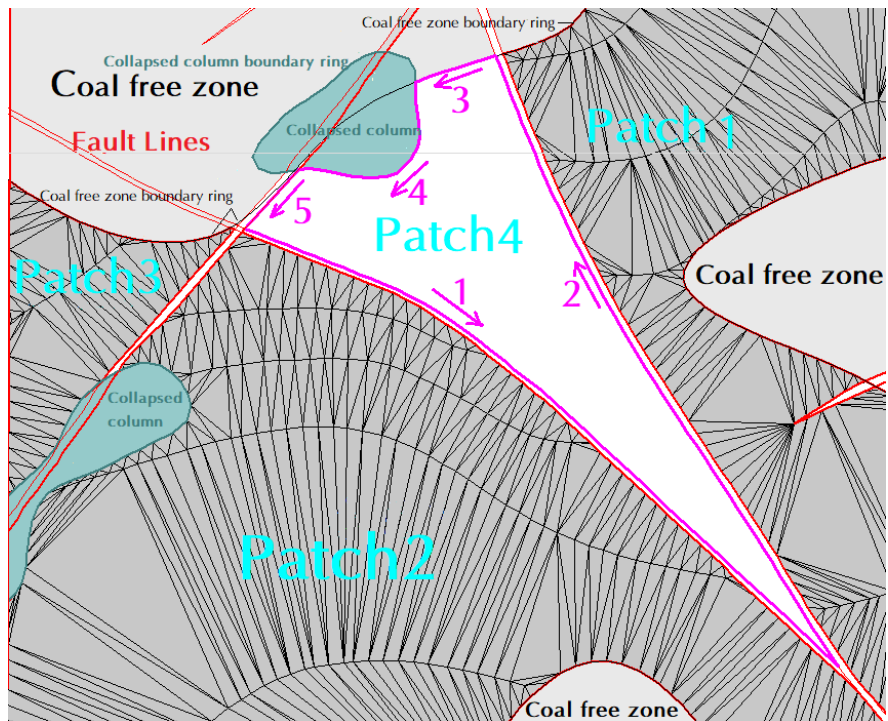 Coal free zone boundary ring
Collapsed column boundary ring
Coal free zone
3
Patch 1
Collapsed column
Fault Lines
4
Coal free zone boundary ring
5
Patch4
Patch3
Coal free zone
1
2
Collapsed
column
Patch2
Coal free zone